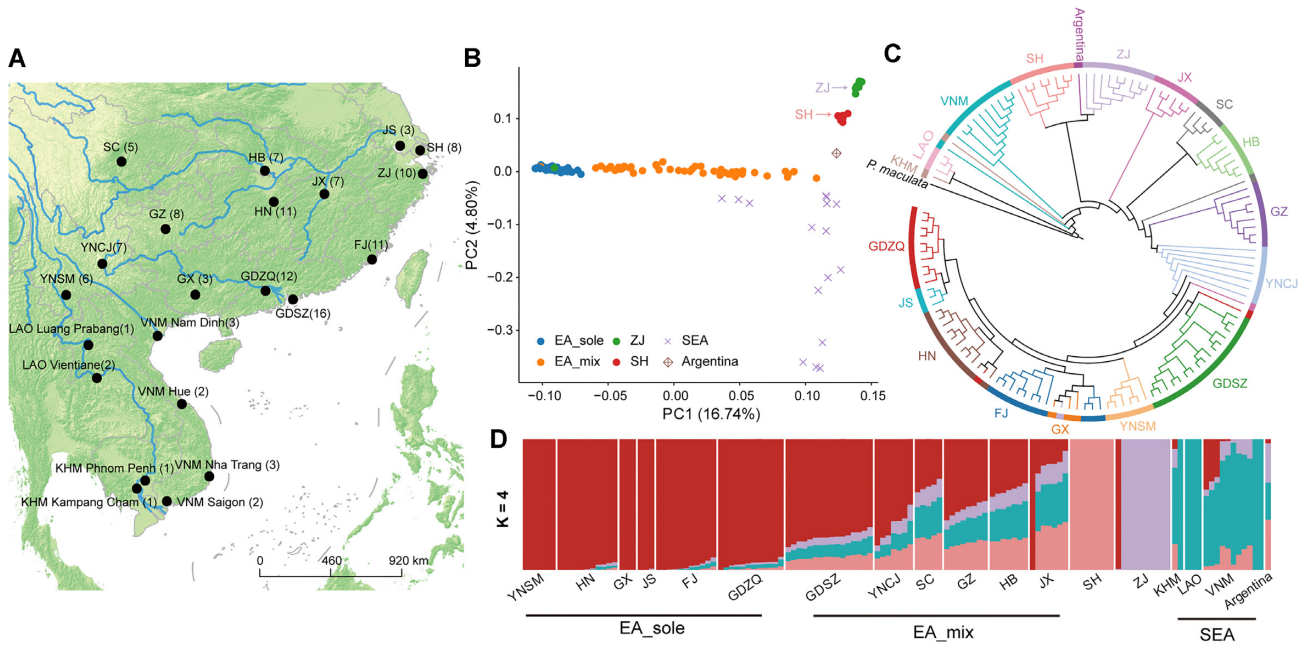 A
JS (3)
SH (8)
SC (5)
HB (7)
ZJ (10)
JX (7)
HN (11)
GZ (8)
FJ(11)
YNCJ(7)
YNSM (6)
GX (3)
GDZQ(12)
GDSZ(16)
LAO Luang Prabang(1)
VNM Nam Dinh(3)
LAO Vientiane(2)
VNM Hue (2)
KHM Phnom Penh (1)
VNM Nha Trang (3)
KHM Kampang Cham (1)
VNM Saigon (2)
0 460 920 km
B
PC2 (4.80%)
0.1
0.0
−0.1
−0.2
−0.3
ZJ
SH
EA_sole
ZJ
SEA
EA_mix
SH
Argentina
−0.10 −0.05 0.00 0.05 0.10 0.15
PC1 (16.74%)
C
Argentina
SH
ZJ
JX
SC
HB
GZ
YNCJ
GDSZ
YNSM
GX
FJ
HN
JS
GDZQ
P. maculata
KHM
LAO
VNM
D
K = 4
YNSM HN GX JS FJ GDZQ GDSZ YNCJ SC GZ HB JX SH ZJ KHM LAO VNM Argentina
EA_sole EA_mix SEA